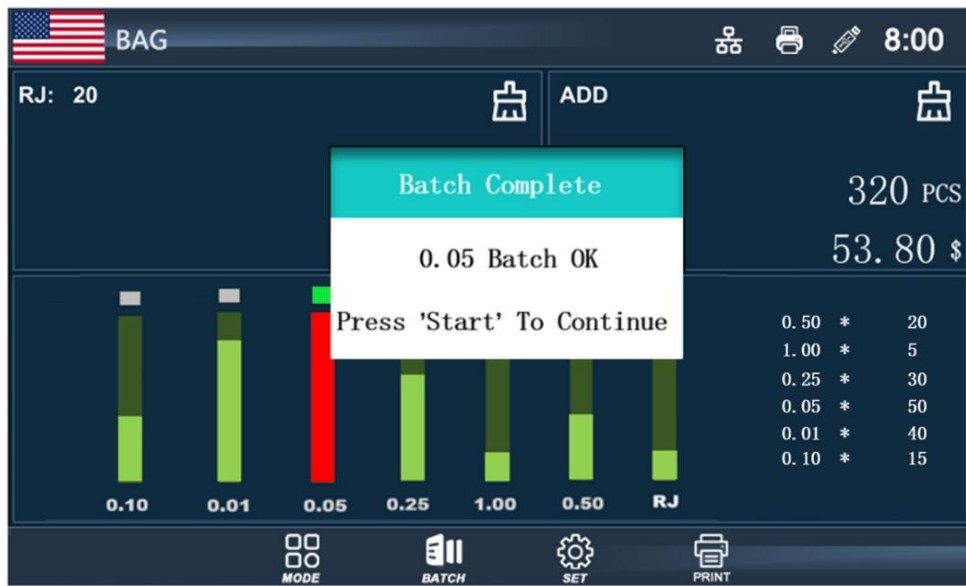 BAG 8:00
RJ: 20
ADD
320 PCS
53.80 $
Batch Complete
0.05 Batch OK
Press 'Start' To Continue
0.50 * 20
1.00 * 5
0.25 * 30
0.05 * 50
0.01 * 40
0.10 * 15
0.10 0.01 0.05 0.25 1.00 0.50 RJ
MODE BATCH SET PRINT